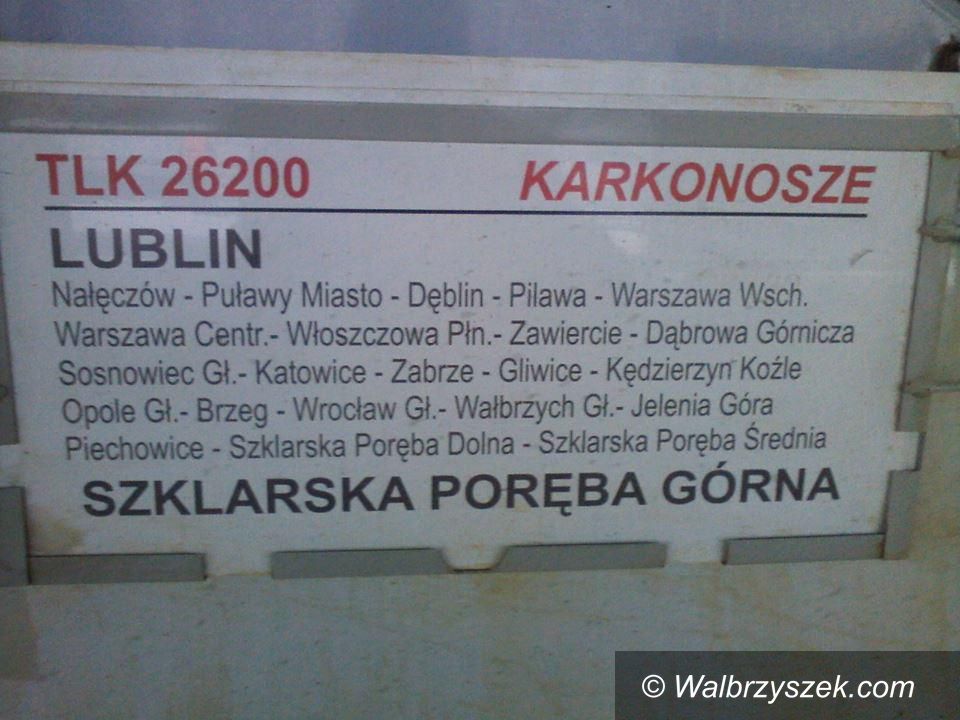 TLK 26200 KARKONOSZE
LUBLIN
Nałęczów - Puławy Miasto - Dęblin - Pilawa - Warszawa Wsch.
Warszawa Centr.- Włoszczowa Płn.- Zawiercie - Dąbrowa Górnicza
Sosnowiec Gł.- Katowice - Zabrze - Gliwice - Kędzierzyn Koźle
Opole Gł.- Brzeg - Wrocław Gł.- Wałbrzych Gł.- Jelenia Góra
Piechowice - Szklarska Poręba Dolna - Szklarska Poręba Średnia
SZKLARSKA PORĘBA GÓRNA
© Walbrzyszek.com